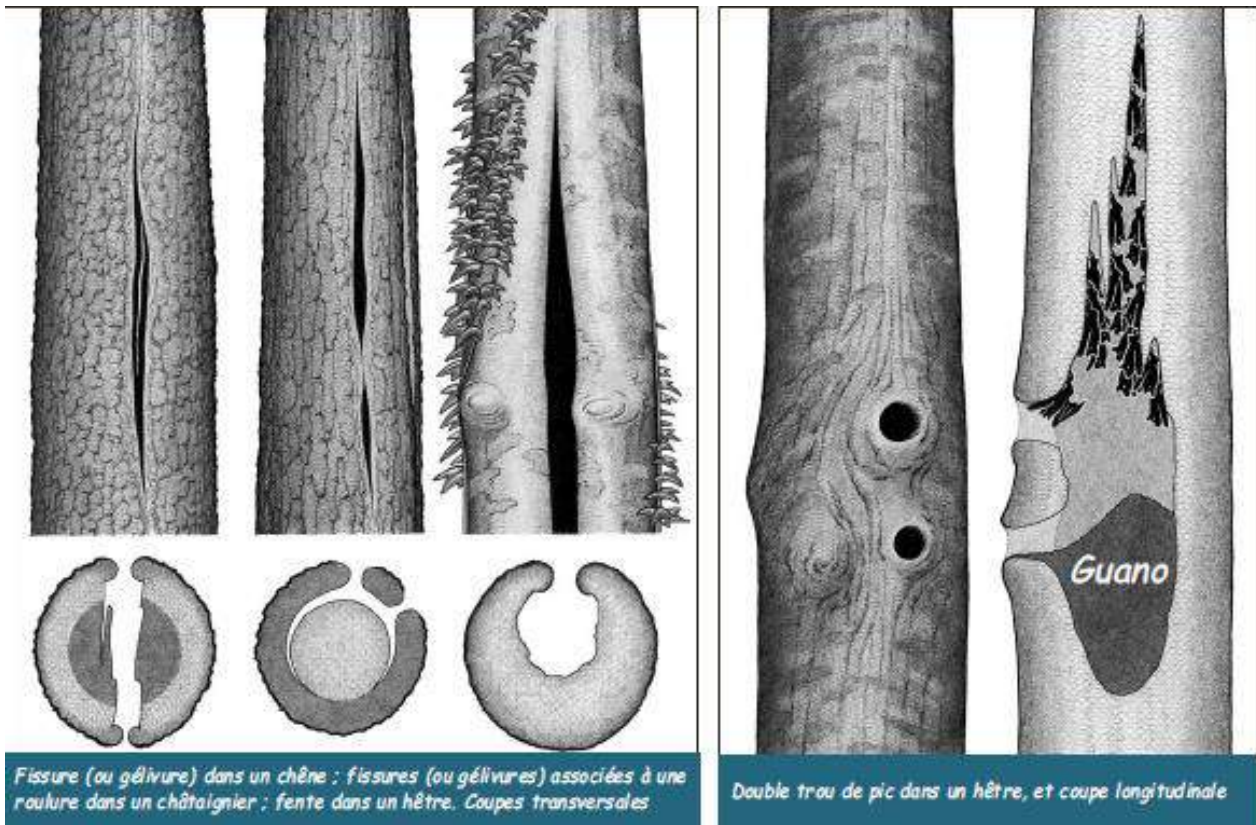 Guano
Fissure (ou gélivure) dans un chêne ; fissures (ou gélivures) associées à une
roulure dans un châtaignier ; fente dans un hêtre. Coupes transversales
Double trou de pic dans un hêtre, et coupe longitudinale